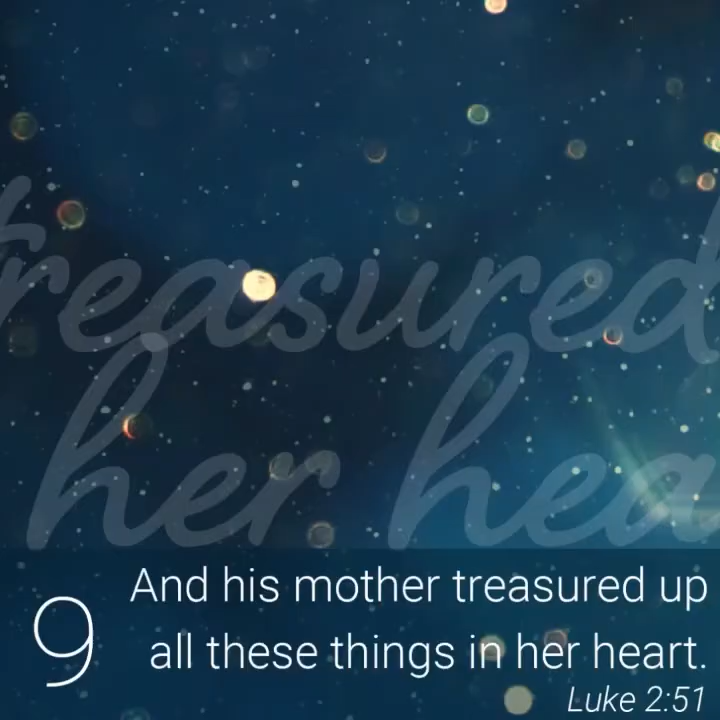 treasured
her hea
9
And his mother treasured up
all these things in her heart.
Luke 2:51